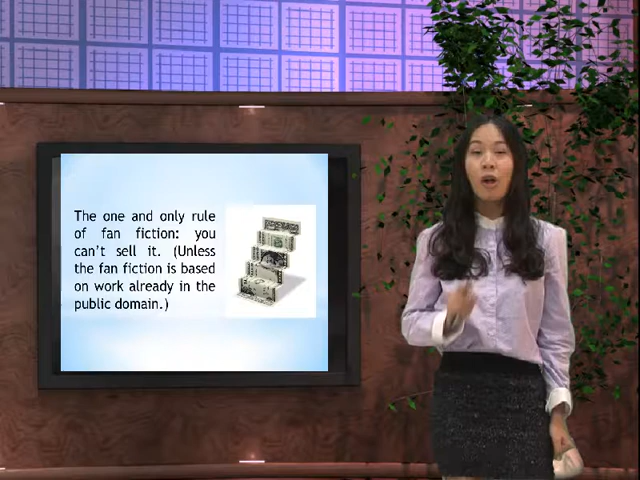 The one and only rule
of fan fiction: you
can't sell it. (Unless
the fan fiction is based
on work already in the
public domain.)